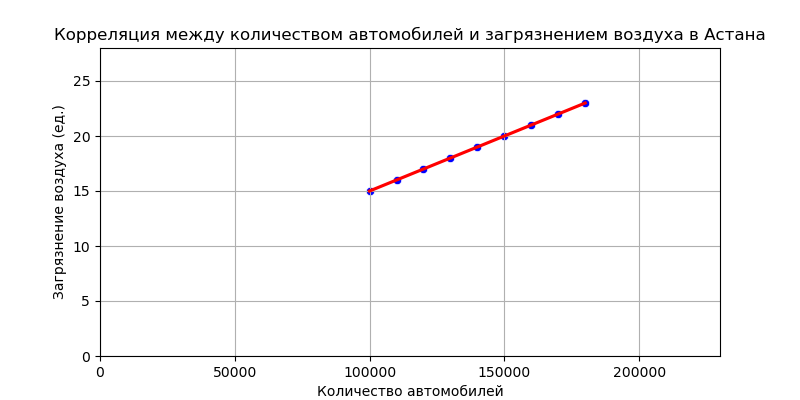 Корреляция между количеством автомобилей и загрязнением воздуха в Астана
Загрязнение воздуха (ед.)
25
20
15
10
5
0
0 50000 100000 150000 200000
Количество автомобилей